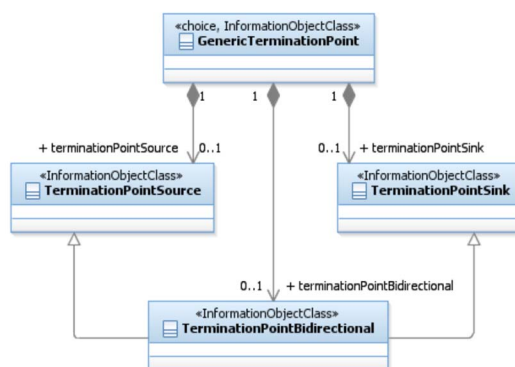 «choice, InformationObjectClass»
GenericTerminationPoint
1
1
1
+ terminationPointSource
0..1
0..1
+ terminationPointSink
«InformationObjectClass»
TerminationPointSource
«InformationObjectClass»
TerminationPointSink
0..1
+ terminationPointBidirectional
«InformationObjectClass»
TerminationPointBidirectional